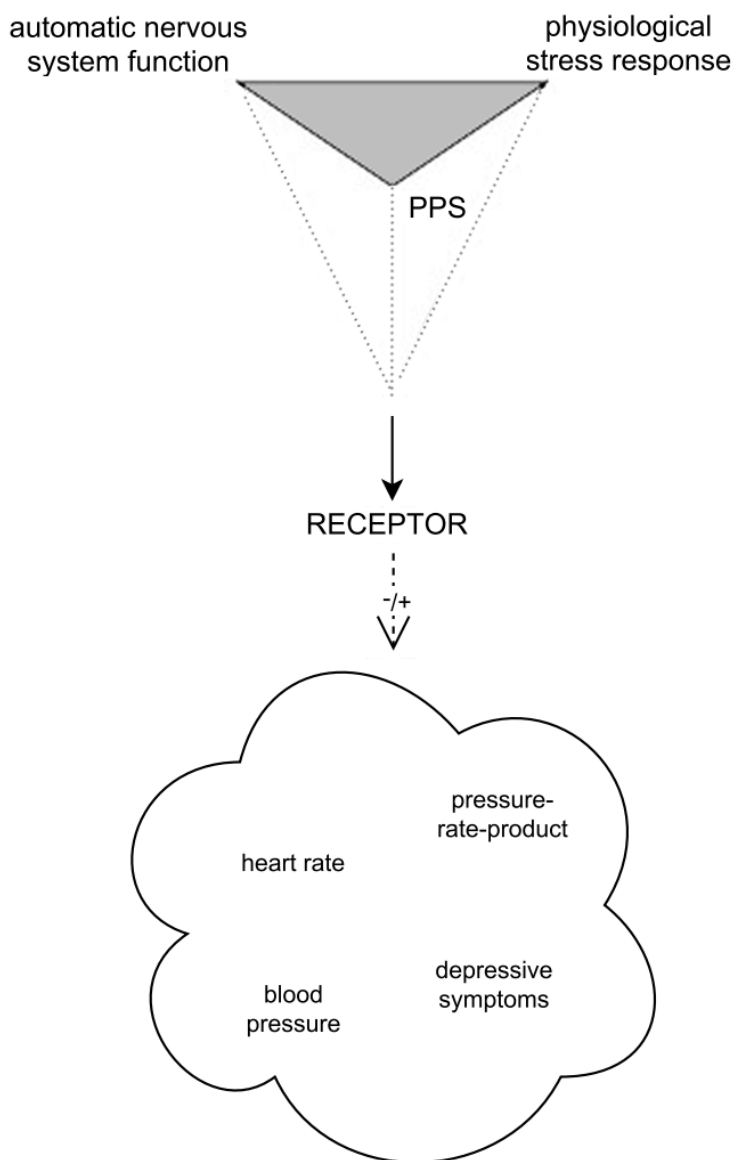 automatic nervous
system function
physiological
stress response
PPS
RECEPTOR
-/+
pressure-
rate-product
heart rate
depressive
symptoms
blood
pressure